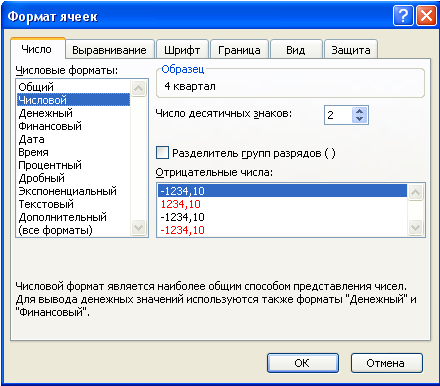 Формат ячеек
Число Выравнивание Шрифт Граница Вид Защита
Числовые форматы:
Общий
Числовой
Денежный
Финансовый
Дата
Время
Процентный
Дробный
Экспоненциальный
Текстовый
Дополнительный
(все форматы)
Образец
4 квартал
Число десятичных знаков: 2
Разделитель групп разрядов ( )
Отрицательные числа:
-1234,10
1234,10
-1234,10
-1234,10
Числовой формат является наиболее общим способом представления чисел.
Для вывода денежных значений используются также форматы "Денежный" и
"Финансовый".
ОК Отмена